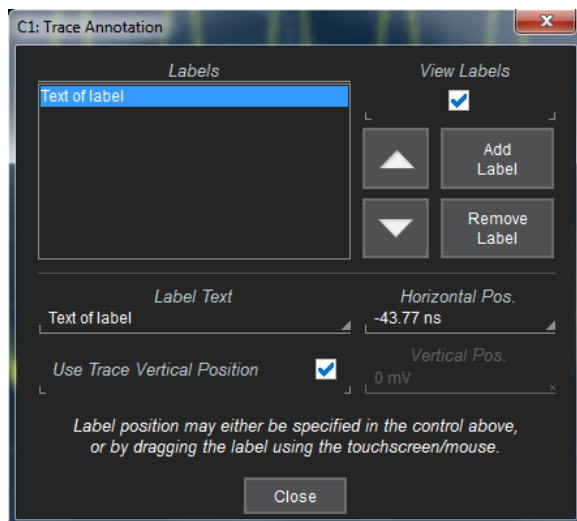 C1: Trace Annotation
Labels
View Labels
Text of label
Add
Label
Remove
Label
Label Text
Horizontal Pos.
Text of label
-43.77 ns
Use Trace Vertical Position
Vertical Pos.
0 mV
Label position may either be specified in the control above,
or by dragging the label using the touchscreen/mouse.
Close